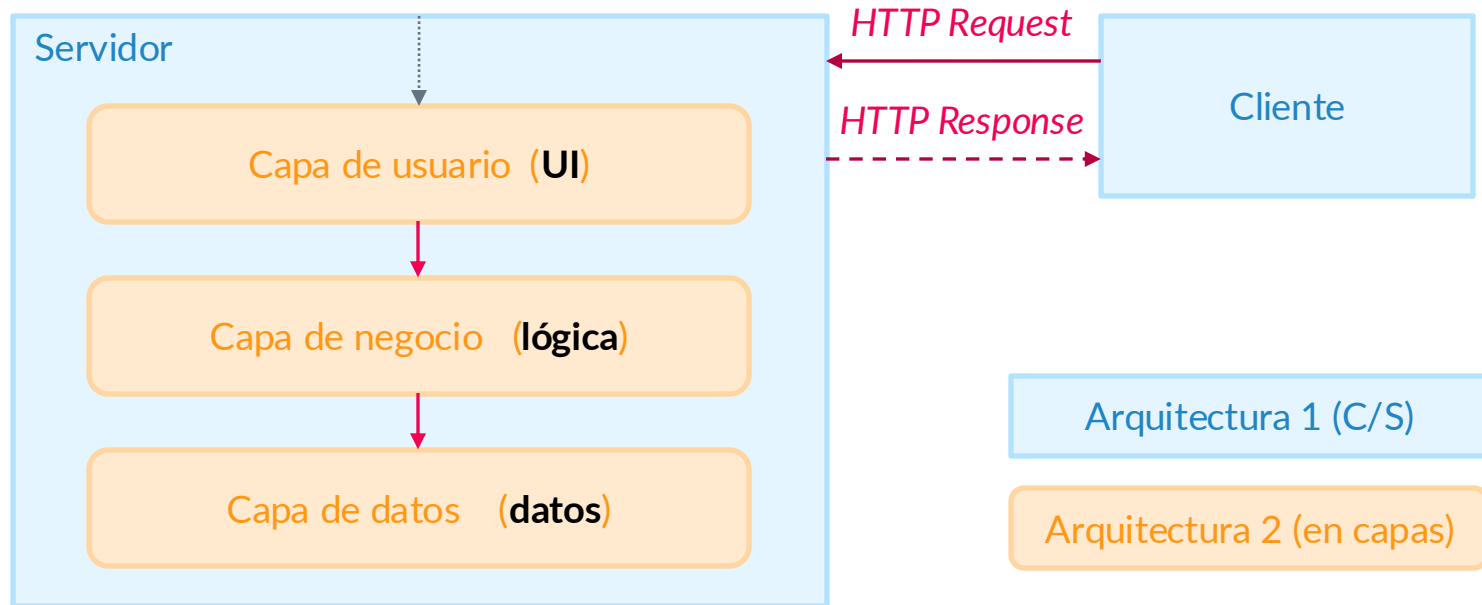 Servidor
HTTP Request
Cliente
HTTP Response
Capa de usuario (UI)
Capa de negocio (lógica)
Capa de datos (datos)
Arquitectura 1 (C/S)
Arquitectura 2 (en capas)